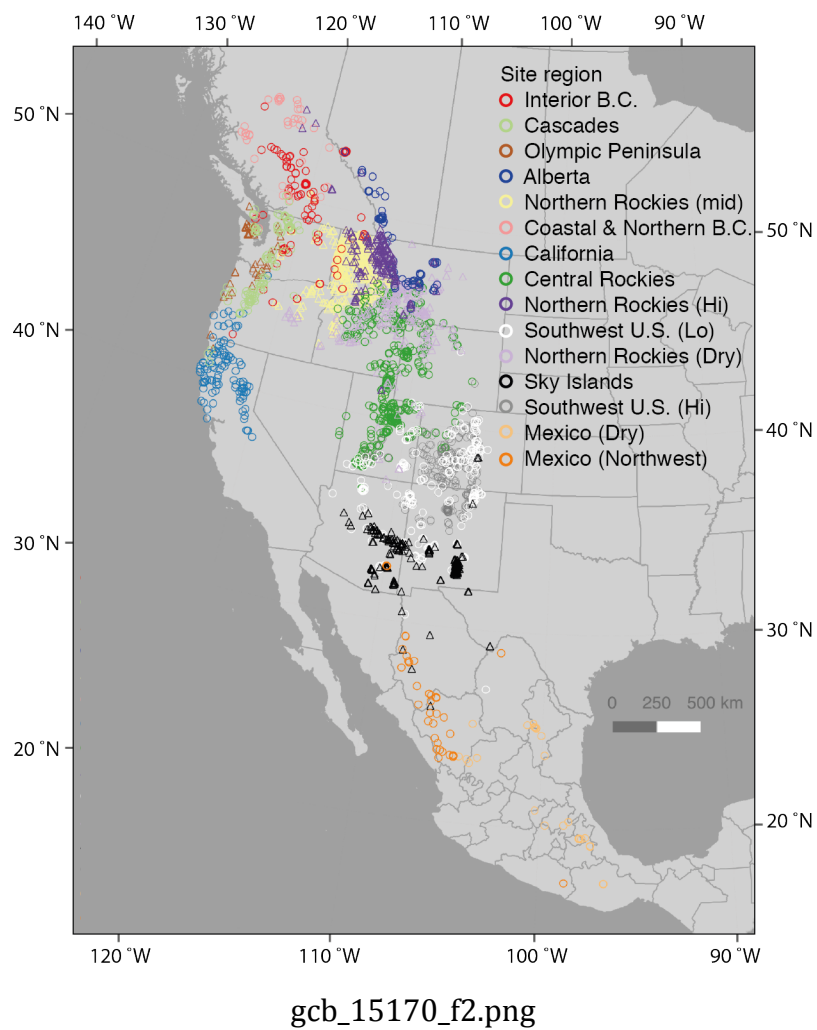 140 °W 130 °W 120 °W 110 °W 100 °W 90 °W
Site region
Interior B.C.
50 °N
Cascades
Olympic Peninsula
Alberta
Northern Rockies (mid)
Coastal & Northern B.C.
50 °N
California
Central Rockies
Northern Rockies (Hi)
40 °N
Southwest U.S. (Lo)
Northern Rockies (Dry)
Sky Islands
Southwest U.S. (Hi)
Mexico (Dry)
40 °N
Mexico (Northwest)
30 °N
30 °N
0 250 500 km
20 °N
20 °N
120 °W 110 °W 100 °W 90 °W
gcb_15170_f2.png